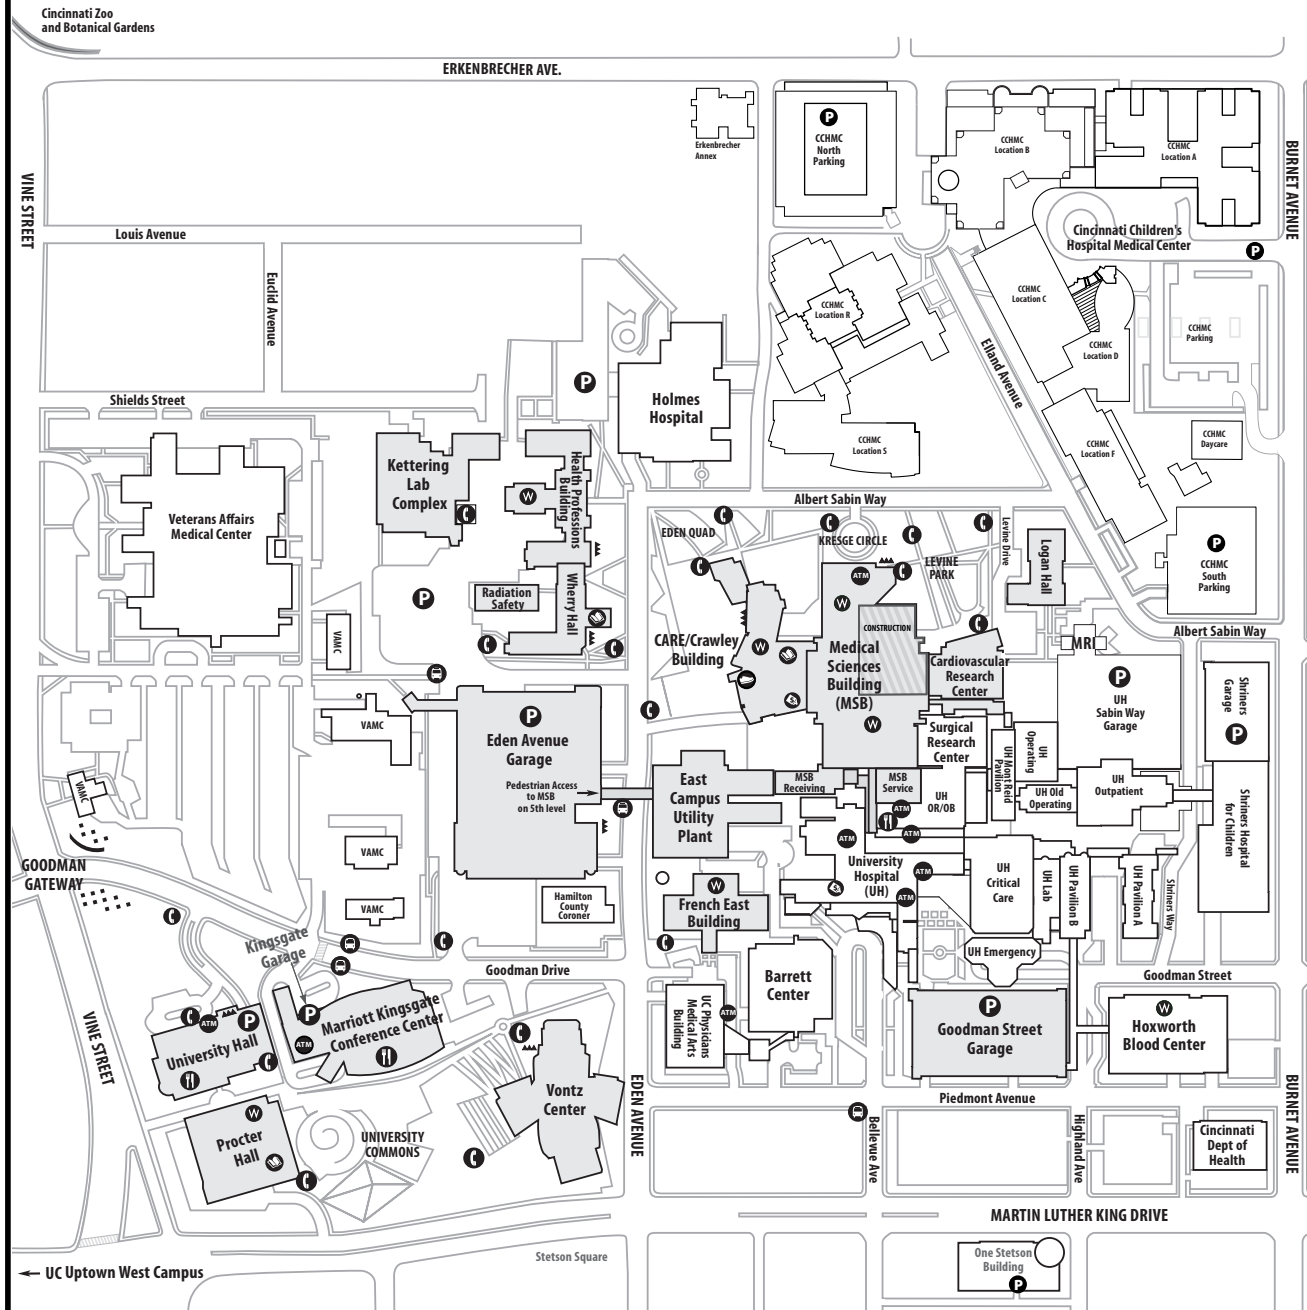 Cincinnati Zoo
and Botanical Gardens
ERKENBRECHER AVE.
Erkenbrecher
Annex
P
CCHMC
North
Parking
CCHMC
Location B
CCHMC
Location A
BURNET AVENUE
VINE STREET
Louis Avenue
Euclid Avenue
Cincinnati Children's
Hospital Medical Center
P
CCHMC
Location R
CCHMC
Location C
CCHMC
Location D
CCHMC
Parking
Elland Avenue
P
Holmes
Hospital
Shields Street
CCHMC
Location S
CCHMC
Location F
CCHMC
Daycare
Veterans Affairs
Medical Center
Kettering
Lab
Complex
W
Health Professions
Building
Albert Sabin Way
EDEN QUAD
KRESGE CIRCLE
LEVINE
PARK
Levine Drive
Logan Hall
P
CCHMC
South
Parking
ATM
P
Radiation
Safety
Wherry Hall
VAMC
W
CONSTRUCTION
Albert Sabin Way
MRI
CARE/Crawley
Building
W
Medical
Sciences
Building
(MSB)
W
Cardiovascular
Research
Center
P
UH
Sabin Way
Garage
Shriners
Garage
P
VAMC
P
Eden Avenue
Garage
Pedestrian Access
to MSB
on 5th level
Surgical
Research
Center
UH Mont Reid
Pavilion
UH
Operating
East
Campus
Utility
Plant
MSB
Receiving
MSB
Service
ATM
UH
OR/OB
UH Old
Operating
UH
Outpatient
Shriners Hospital
for Children
VAMC
GOODMAN
GATEWAY
VAMC
ATM
ATM
University
Hospital
(UH)
ATM
ATM
UH
Critical
Care
UH Lab
UH Pavilion B
UH Pavilion A
Shriners Way
VAMC
Hamilton
County
Coroner
W
French East
Building
Kingsgate
Garage
Goodman Drive
UH Emergency
Goodman Street
Barrett
Center
UC Physicians
Medical Arts
Building
ATM
P
Goodman Street
Garage
W
Hoxworth
Blood Center
VINE STREET
ATM
P
University Hall
P
ATM
Marriott Kingsgate
Conference Center
Vontz
Center
EDEN AVENUE
BURNET AVENUE
Piedmont Avenue
W
Procter
Hall
UNIVERSITY
COMMONS
Bellevue Ave
Highland Ave
Cincinnati
Dept of
Health
MARTIN LUTHER KING DRIVE
Stetson Square
One Stetson
Building
P
UC Uptown West Campus